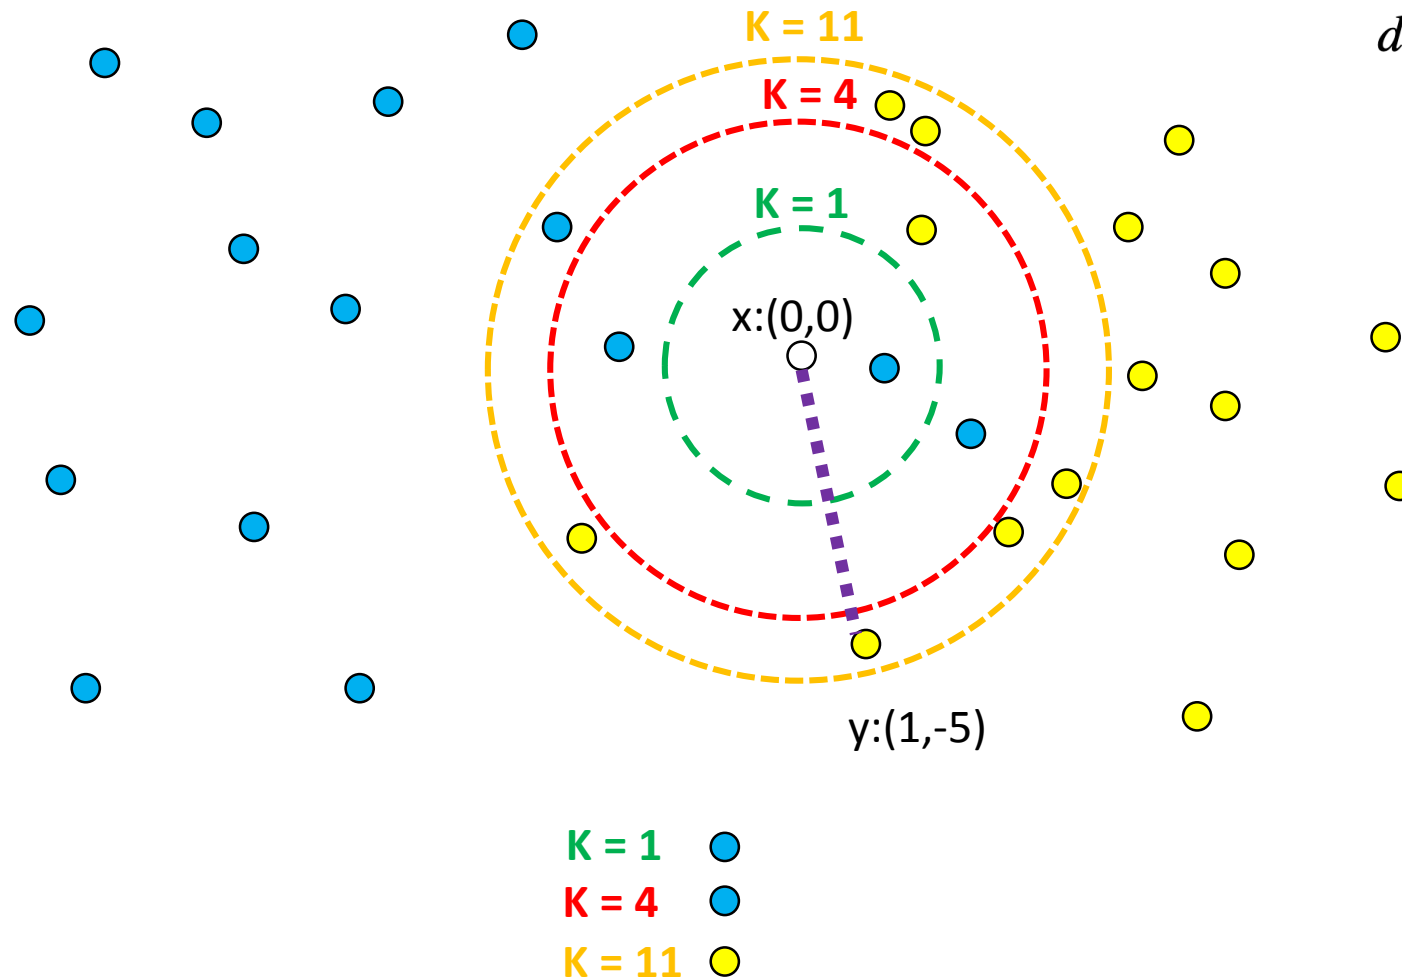 K = 11
d
K = 4
K = 1
x:(0,0)
y:(1,-5)
K = 1
K = 4
K = 11